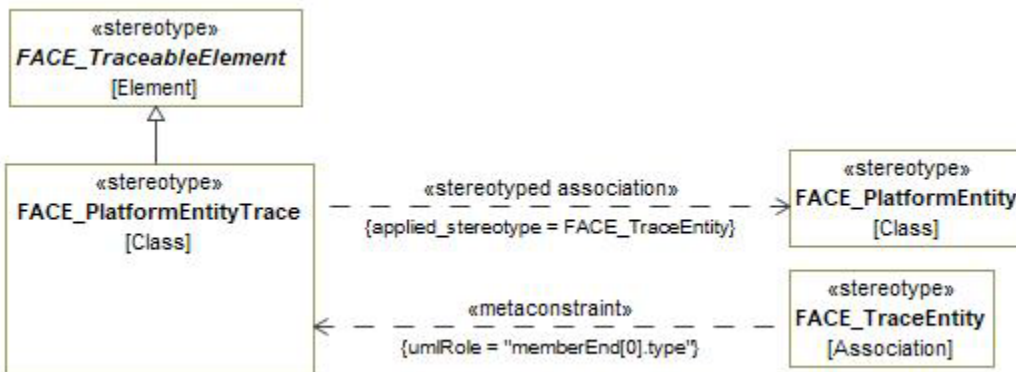 «stereotype»
FACE_TraceableElement
[Element]
«stereotype»
FACE_PlatformEntityTrace
[Class]
«stereotyped association»
{applied_stereotype = FACE_TraceEntity}
«stereotype»
FACE_PlatformEntity
[Class]
«metaconstraint»
{umlRole = "memberEnd[0].type"}
«stereotype»
FACE_TraceEntity
[Association]